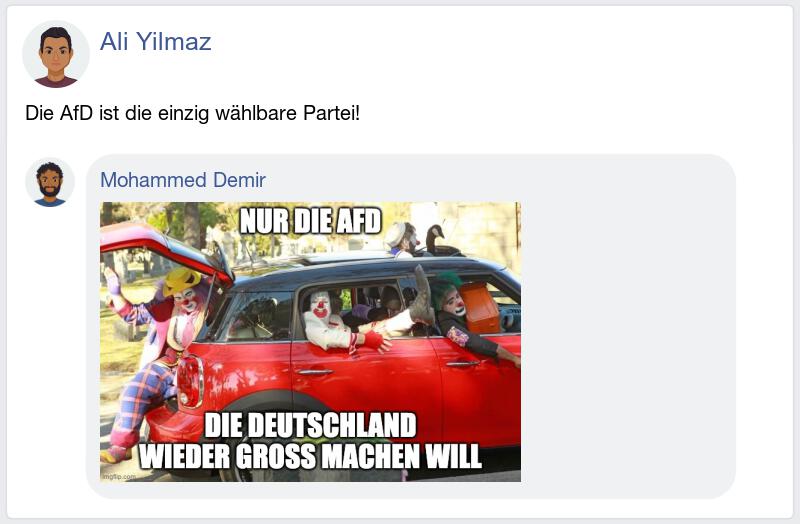 Ali Yilmaz
Die AfD ist die einzig wählbare Partei!
Mohammed Demir
NUR DIE AFD
DIE DEUTSCHLAND
WIEDER GROSS MACHEN WILL
imgflip.com